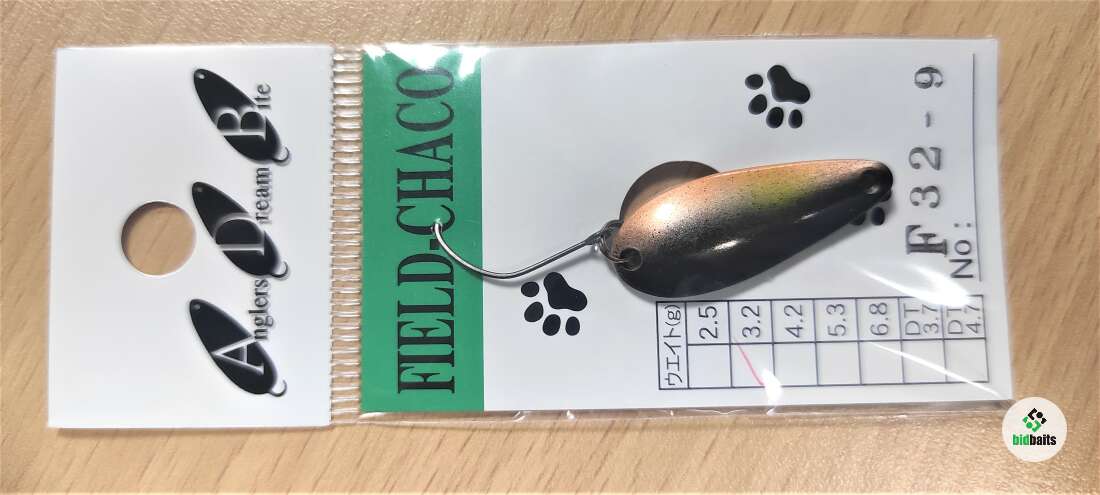 Anglers
Dream
Bite
FIELD-CHACO
No: F32-9
ウエイト(g)
2.5
3.2
4.2
5.3
6.8
DT
3.7
DT
4.7
bidbaits